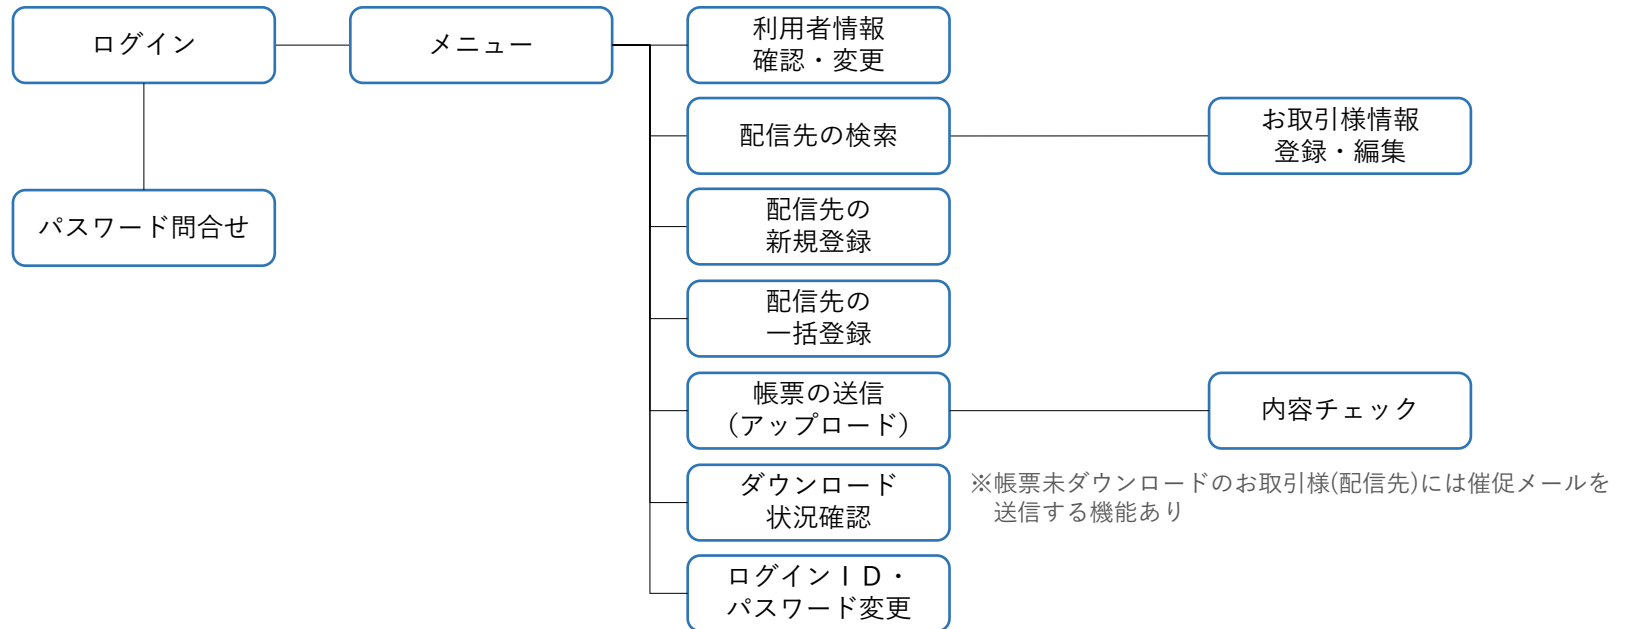 ログイン
メニュー
利用者情報
確認・変更
配信先の検索
お取引様情報
登録・編集
パスワード問合せ
配信先の
新規登録
配信先の
一括登録
帳票の送信
(アップロード)
内容チェック
ダウンロード
状況確認
※帳票未ダウンロードのお取引様(配信先)には催促メールを
送信する機能あり
ログインＩＤ・
パスワード変更